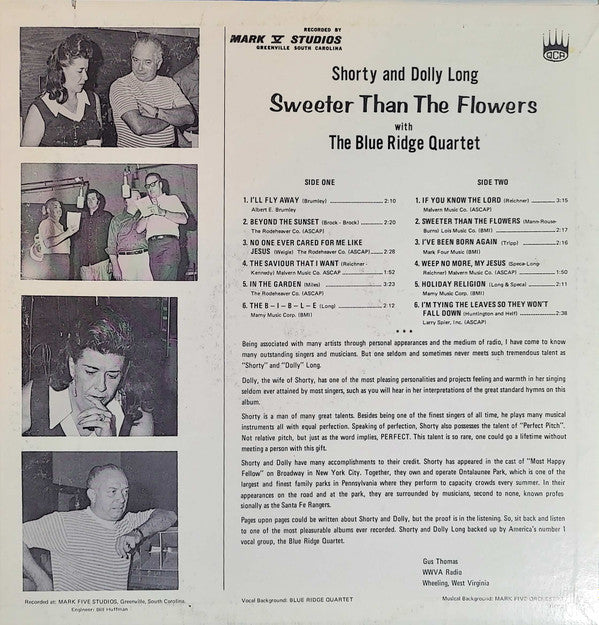 RECORDED BY
MARK V STUDIOS
GREENVILLE SOUTH CAROLINA
QCA
Shorty and Dolly Long
Sweeter Than The Flowers
with
The Blue Ridge Quartet
SIDE ONE
1. I'LL FLY AWAY (Brumley) 2:10
Albert E. Brumley
2. BEYOND THE SUNSET (Brock - Brock) 2:20
The Rodeheaver Co. (ASCAP)
3. NO ONE EVER CARED FOR ME LIKE
JESUS (Weigle) The Rodeheaver Co. (ASCAP) 2:28
4. THE SAVIOUR THAT I WANT (Reichner -
Kennedy) Malvern Music Co. ASCAP 1:52
5. IN THE GARDEN (Miles) 3:23
The Rodeheaver Co. (ASCAP)
6. THE B - I - B - L - E (Long) 2:12
Mamy Music Corp. (BMI)
SIDE TWO
1. IF YOU KNOW THE LORD (Reichner) 3:15
Malvern Music Co. (ASCAP)
2. SWEETER THAN THE FLOWERS (Mann-Rouse-
Burns) Lois Music Co. (BMI) 2:17
3. I'VE BEEN BORN AGAIN (Tripp) 2:16
Mark Four Music (BMI)
4. WEEP NO MORE, MY JESUS (Speca-Long-
Reichner) Malvern Music Co. (ASCAP) 1:50
5. HOLIDAY RELIGION (Long & Speca) 2:11
Mamy Music Corp. (BMI)
6. I'M TYING THE LEAVES SO THEY WON'T
FALL DOWN (Huntington and Half) 2:38
Larry Spier, Inc. (ASCAP)
* * *
Being associated with many artists through personal appearances and the medium of radio, I have come to know
many outstanding singers and musicians. But one seldom and sometimes never meets such tremendous talent as
"Shorty" and "Dolly" Long.
Dolly, the wife of Shorty, has one of the most pleasing personalities and projects feeling and warmth in her singing
seldom ever attained by most singers, such as you will hear in her interpretations of the great standard hymns on this
album.
Shorty is a man of many great talents. Besides being one of the finest singers of all time, he plays many musical
instruments all with equal perfection. Speaking of perfection, Shorty also possesses the talent of "Perfect Pitch".
Not relative pitch, but just as the word implies, PERFECT. This talent is so rare, one could go a lifetime without
meeting a person with this gift.
Shorty and Dolly have many accomplishments to their credit. Shorty has appeared in the cast of "Most Happy
Fellow" on Broadway in New York City. Together, they own and operate Ontalaunee Park, which is one of the
largest and finest family parks in Pennsylvania where they perform to capacity crowds every summer. In their
appearances on the road and at the park, they are surrounded by musicians, second to none, known profes
sionally as the Santa Fe Rangers.
Pages upon pages could be written about Shorty and Dolly, but the proof is in the listening. So, sit back and listen
to one of the most pleasurable albums ever recorded. Shorty and Dolly Long backed up by America's number 1
vocal group, the Blue Ridge Quartet.
Gus Thomas
WWVA Radio
Wheeling, West Virginia
Recorded at: MARK FIVE STUDIOS, Greenville, South Carolina.
Engineer: Bill Huffman
Vocal Background: BLUE RIDGE QUARTET
Musical Background: MARK FIVE ORCHESTRA